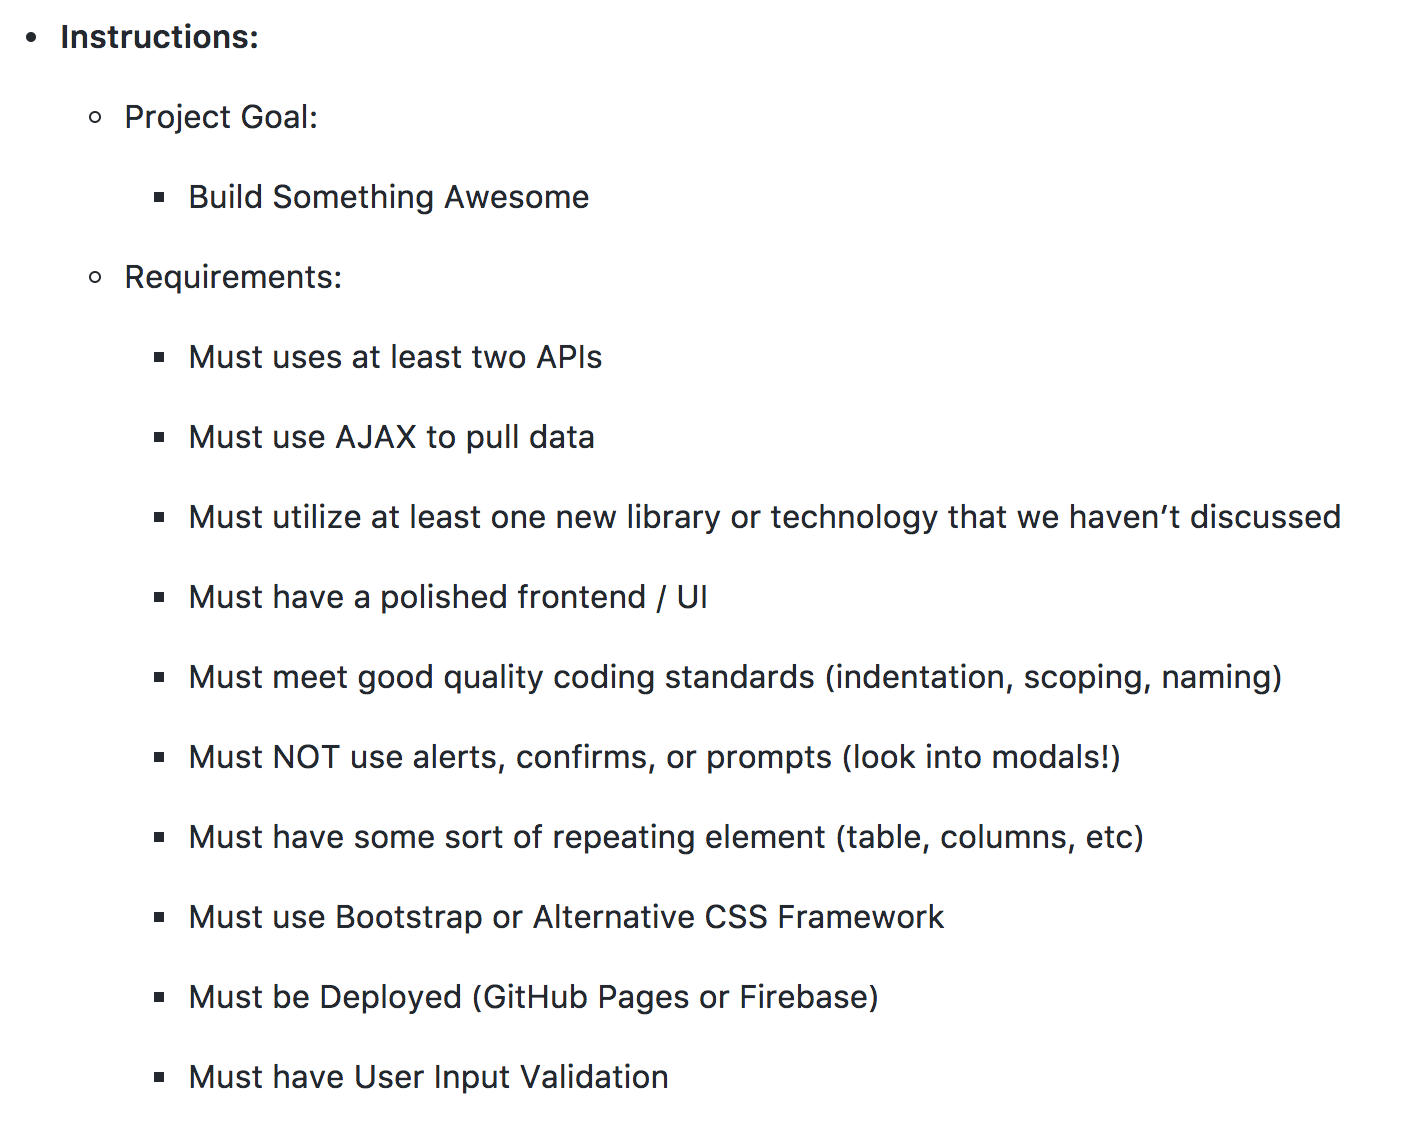 Instructions:
Project Goal:
Build Something Awesome
Requirements:
Must uses at least two APIs
Must use AJAX to pull data
Must utilize at least one new library or technology that we haven’t discussed
Must have a polished frontend / UI
Must meet good quality coding standards (indentation, scoping, naming)
Must NOT use alerts, confirms, or prompts (look into modals!)
Must have some sort of repeating element (table, columns, etc)
Must use Bootstrap or Alternative CSS Framework
Must be Deployed (GitHub Pages or Firebase)
Must have User Input Validation